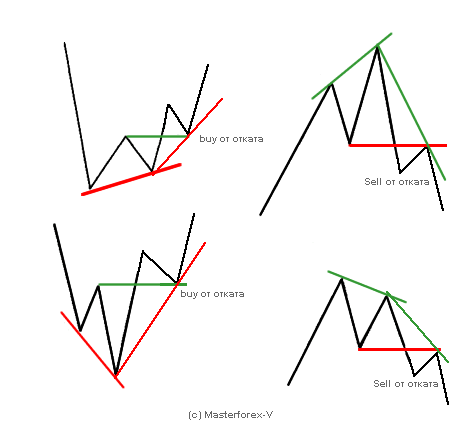 buy от отката
Sell от отката
buy от отката
Sell от отката
(c) Masterforex-V